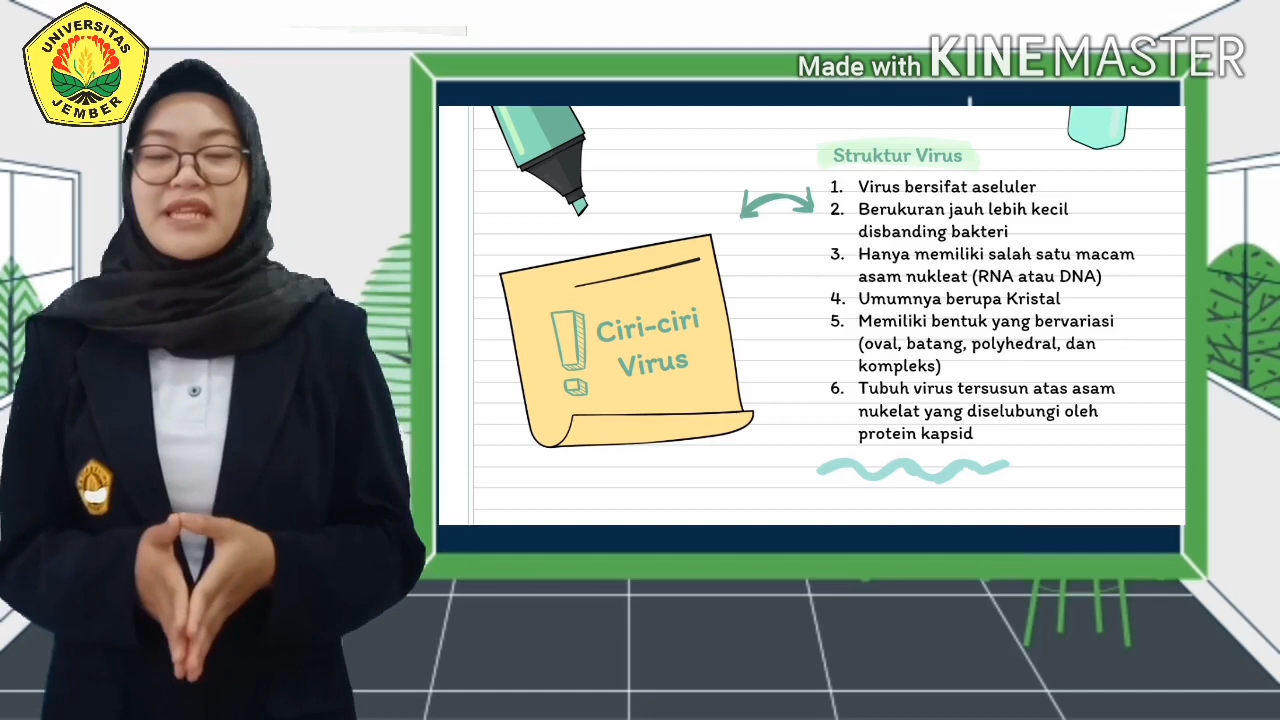 UNIVERSITAS
JEMBER
Made with KINEMASTER
Struktur Virus
1. Virus bersifat aseluler
2. Berukuran jauh lebih kecil
disbanding bakteri
3. Hanya memiliki salah satu macam
asam nukleat (RNA atau DNA)
4. Umumnya berupa Kristal
5. Memiliki bentuk yang bervariasi
(oval, batang, polyhedral, dan
kompleks)
6. Tubuh virus tersusun atas asam
nukelat yang diselubungi oleh
protein kapsid
Ciri-ciri
Virus